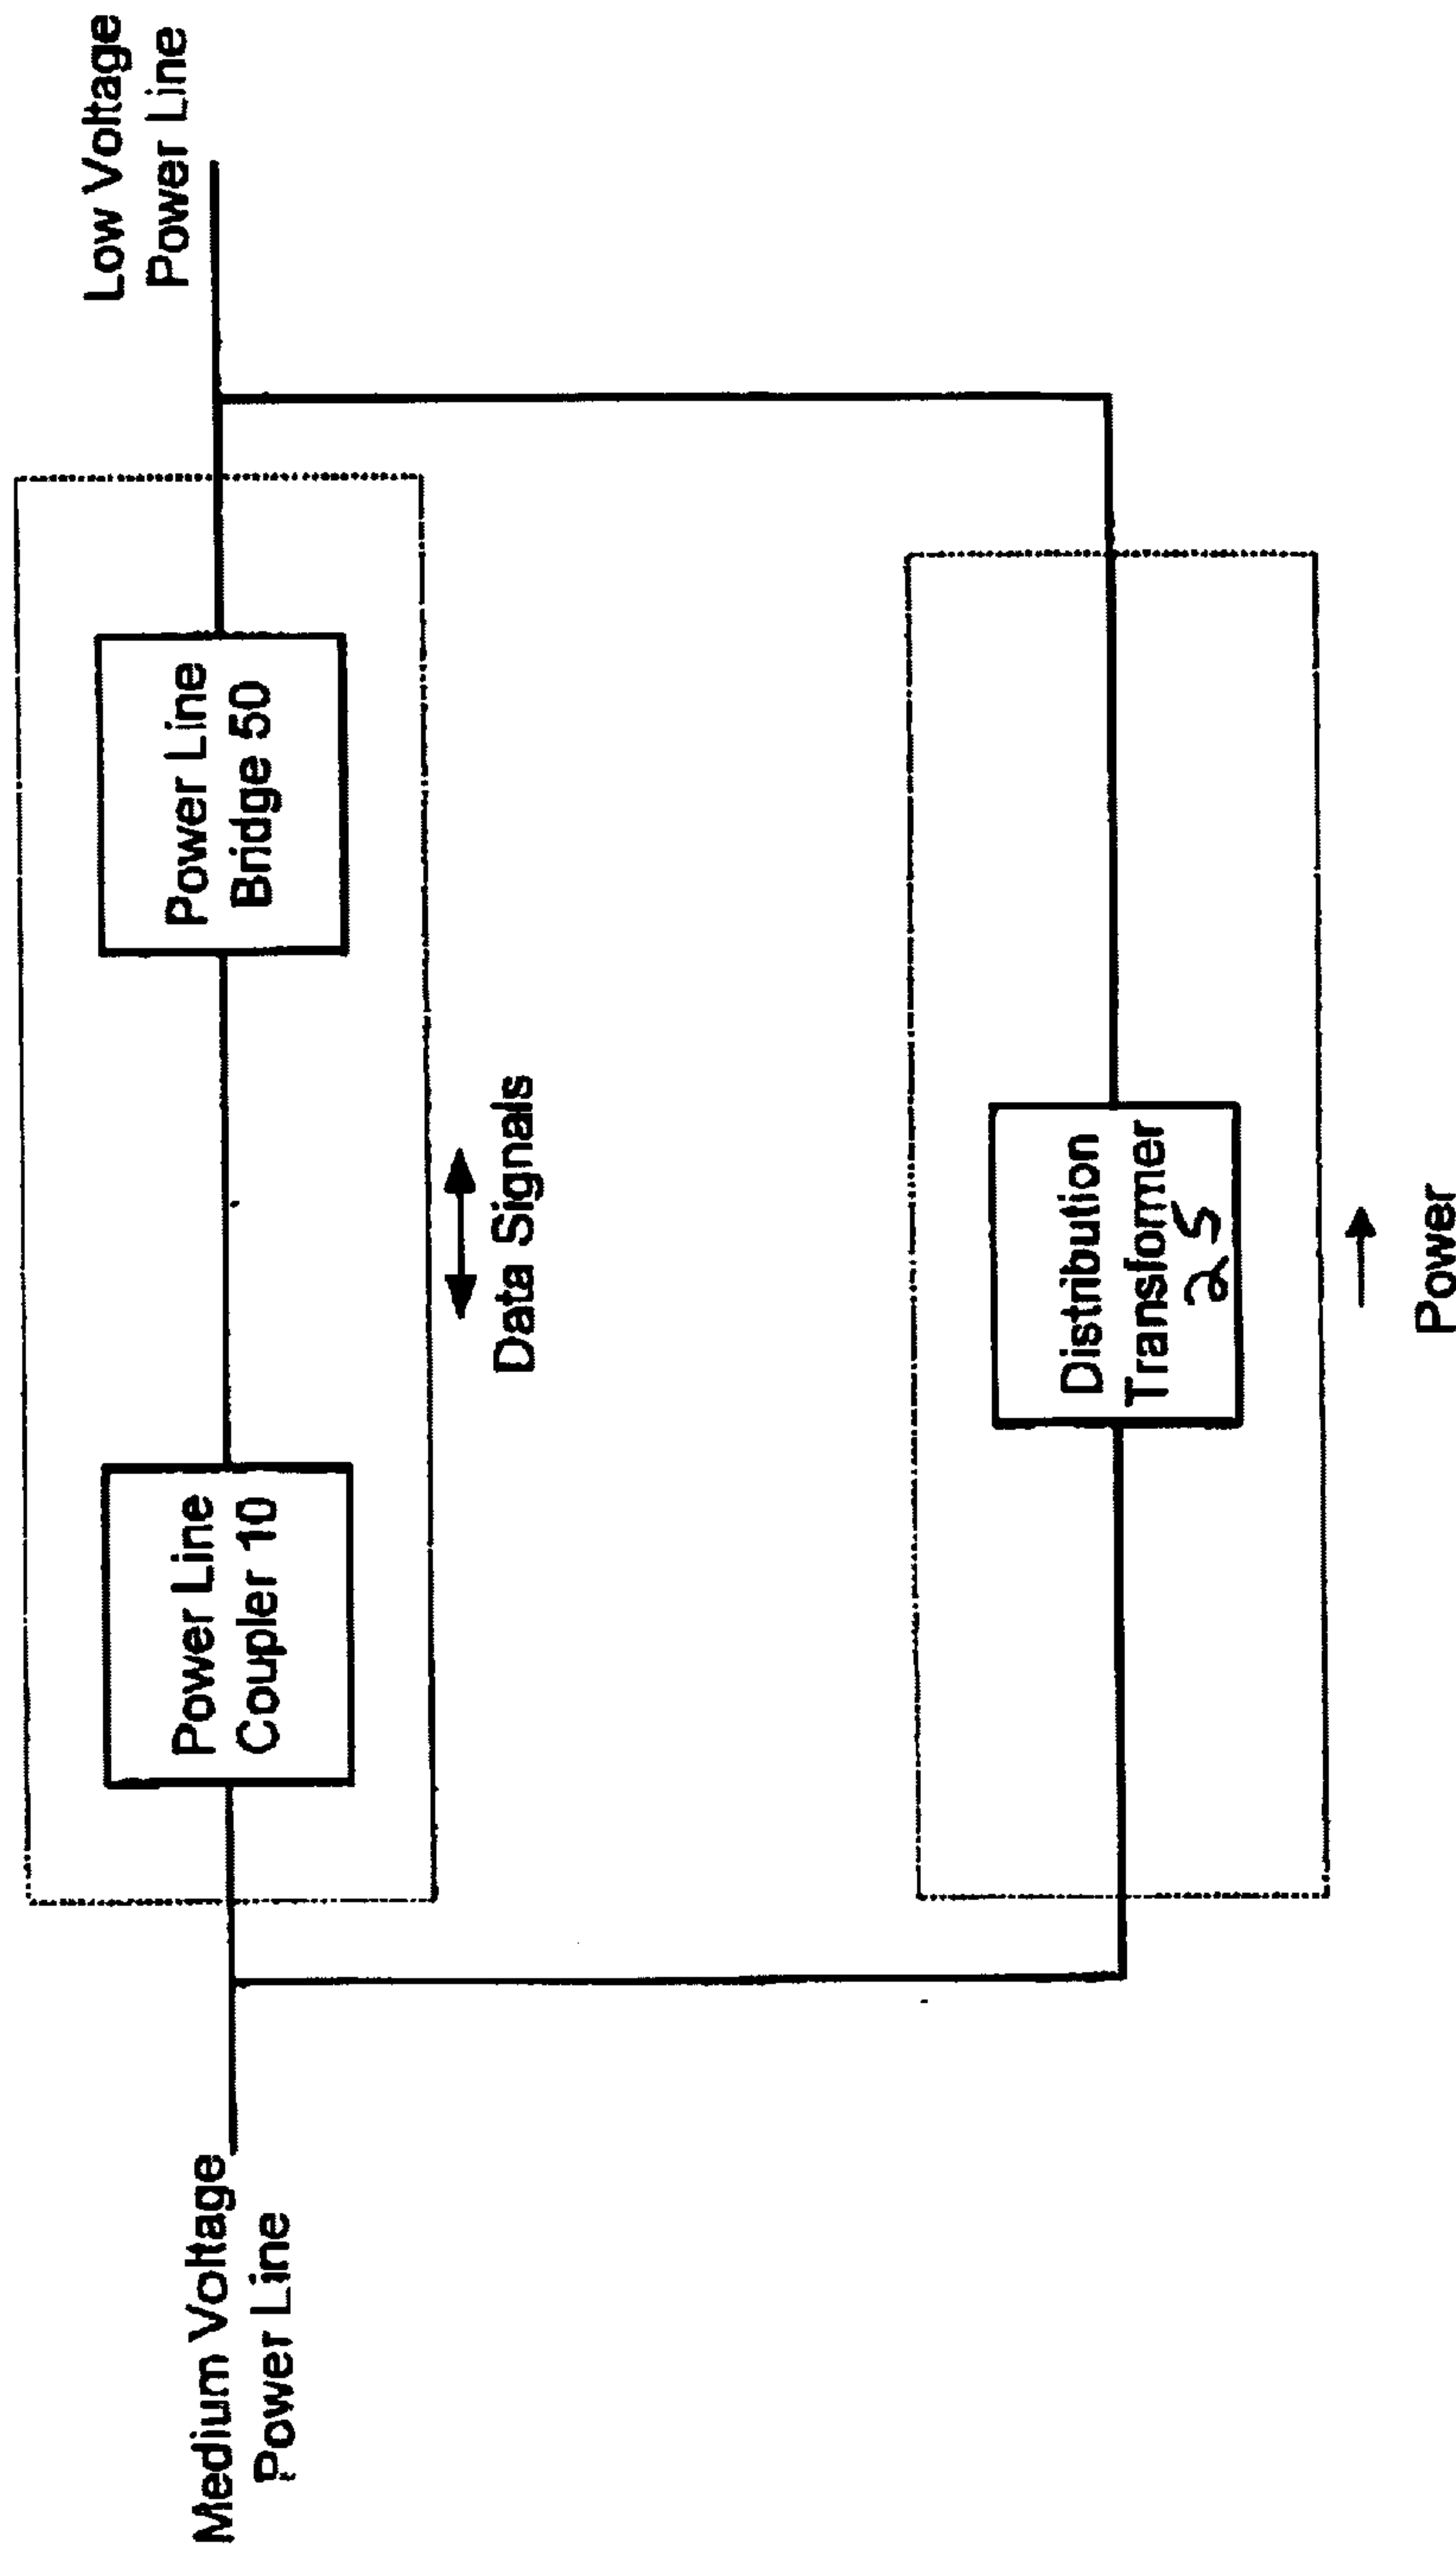 Medium Voltage
Power Line
Power Line
Coupler 10
Power Line
Bridge 50
Low Voltage
Power Line
Data Signals
Distribution
Transformer
25
Power